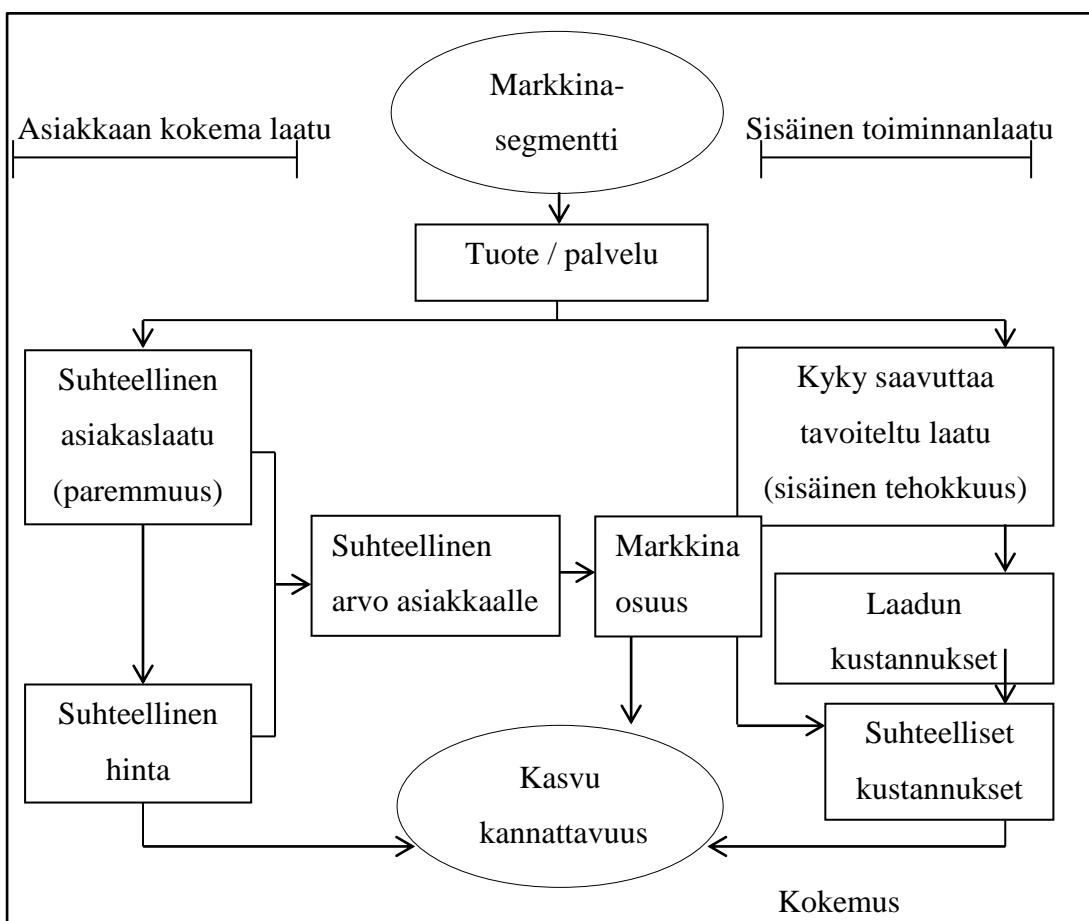 Markkina-
segmentti
Asiakkaan kokema laatu
Sisäinen toiminnanlaatu
Tuote / palvelu
Suhteellinen
asiakaslaatu
(paremmuus)
Kyky saavuttaa
tavoiteltu laatu
(sisäinen tehokkuus)
Suhteellinen
arvo asiakkaalle
Markkina
osuus
Laadun
kustannukset
Suhteellinen
hinta
Suhteelliset
kustannukset
Kasvu
kannattavuus
Kokemus